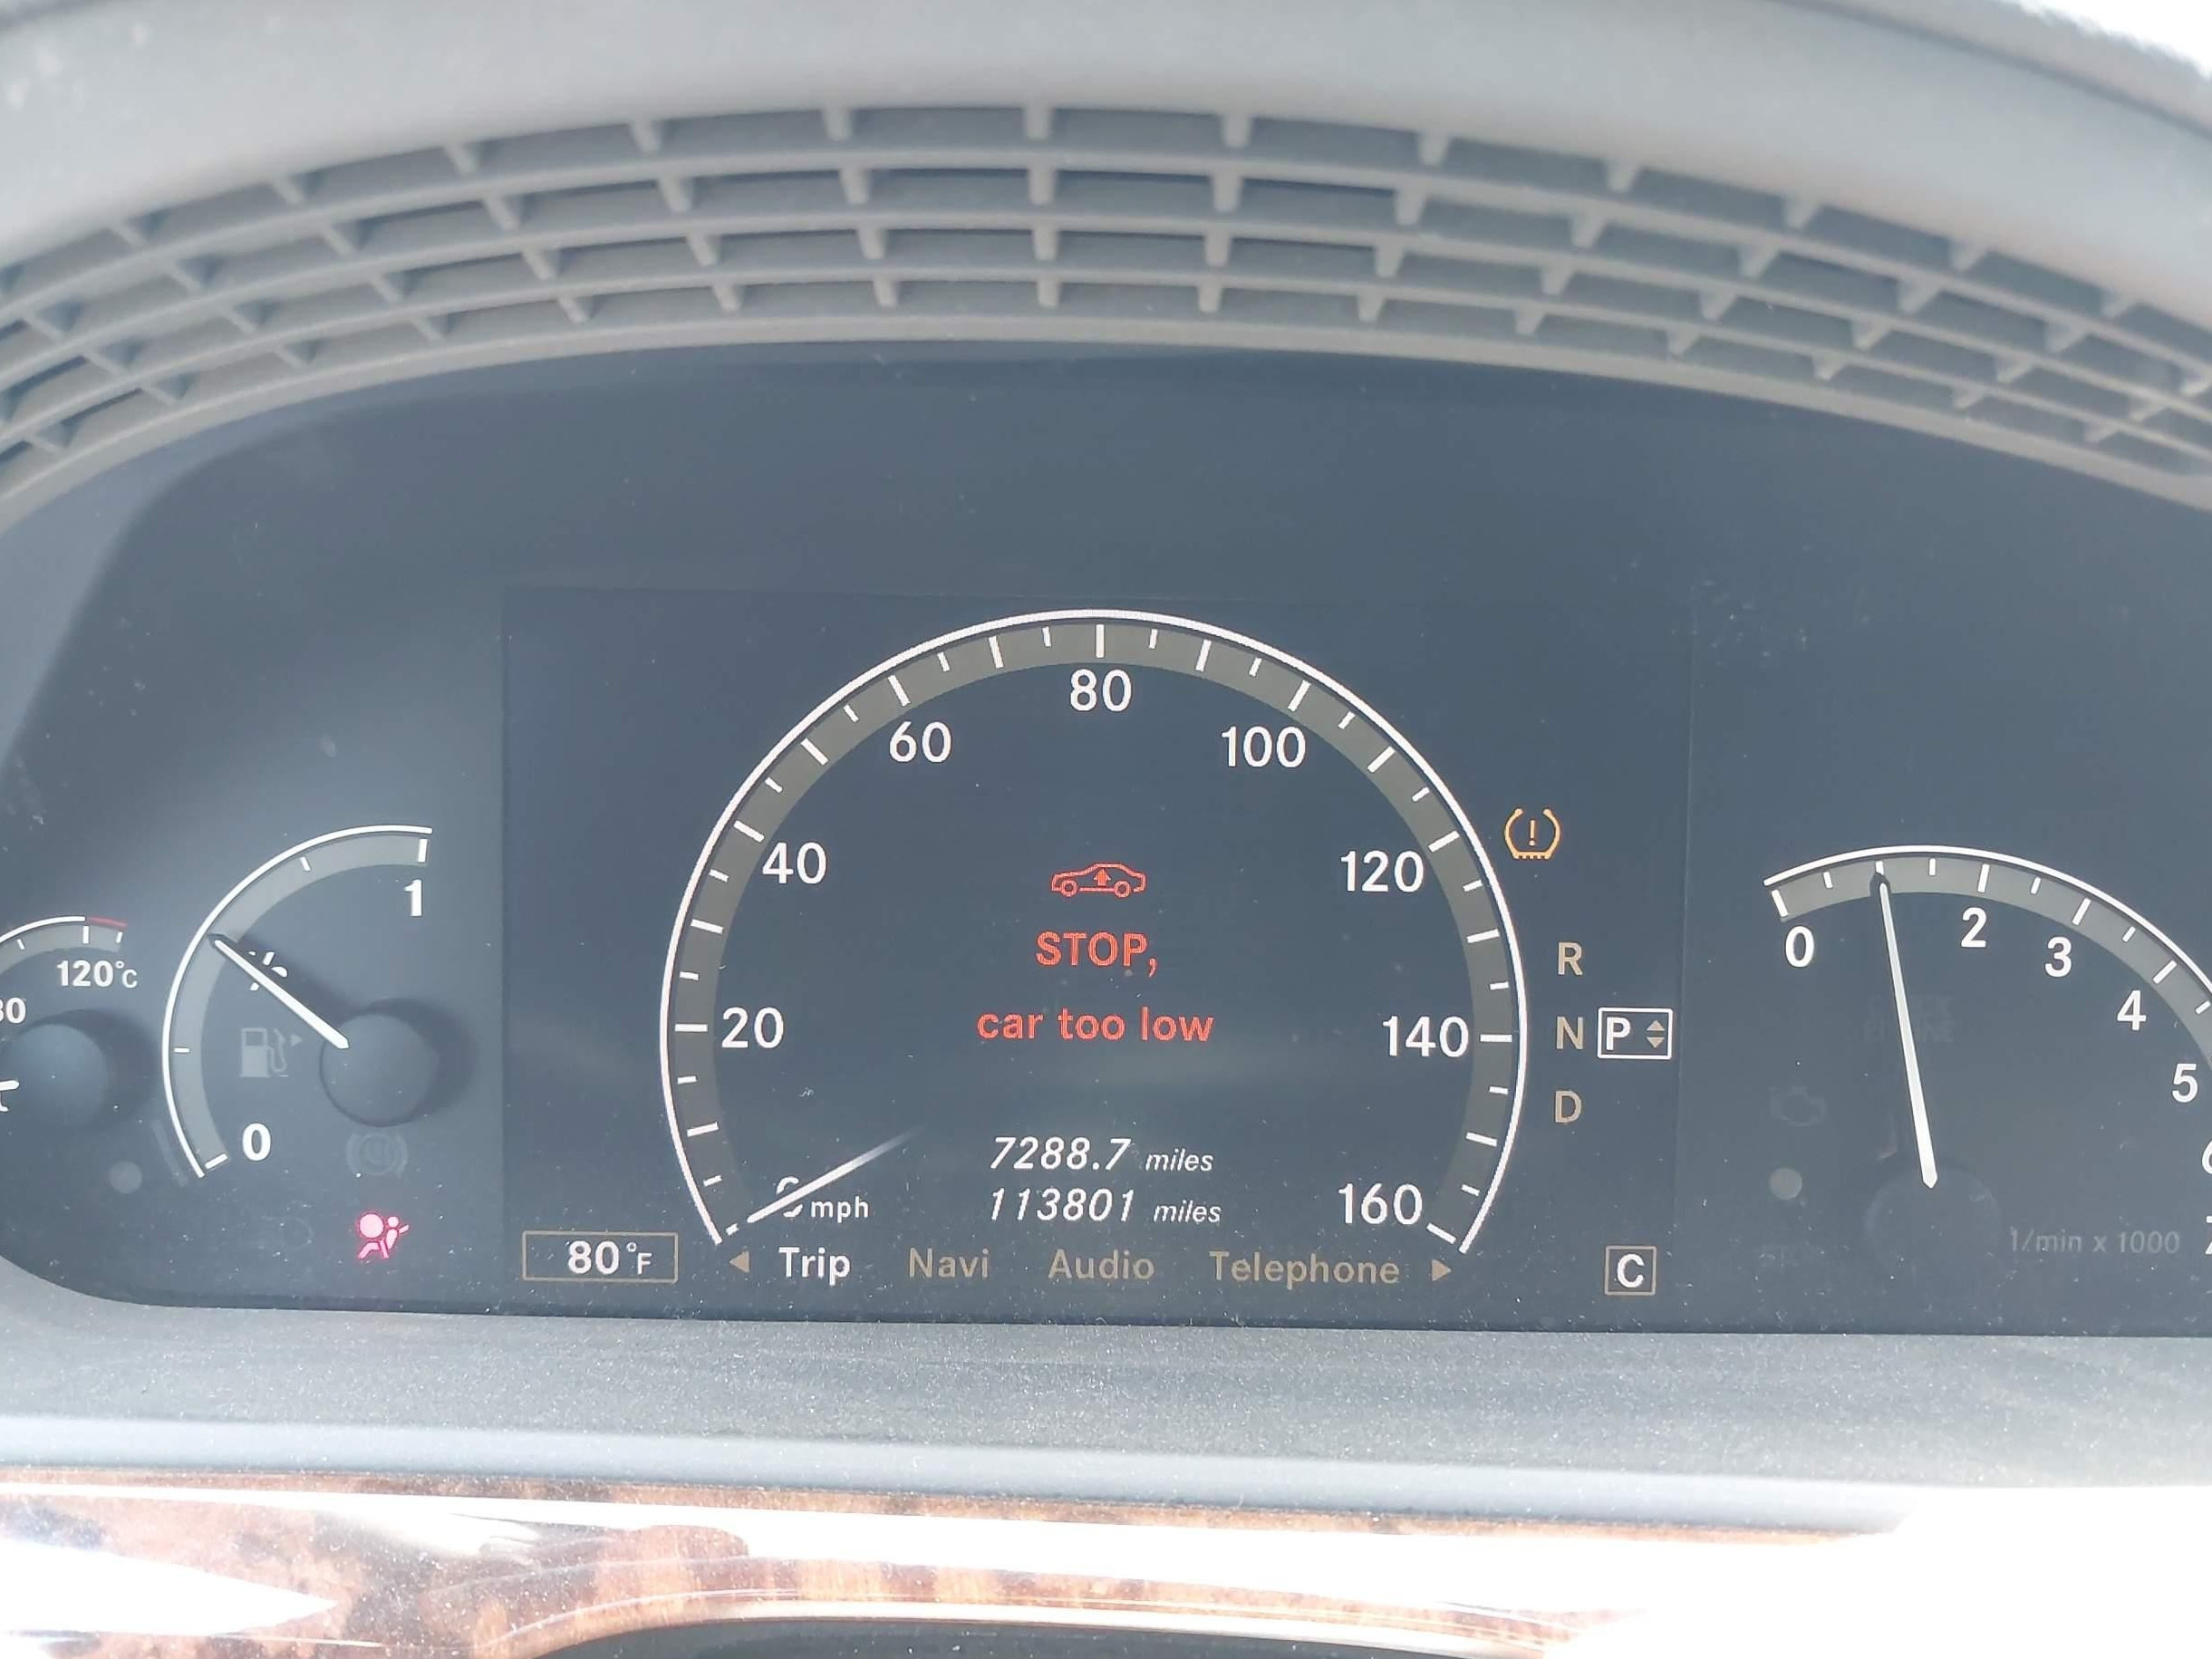 80
60
100
40
120
1
120°C
STOP,
car too low
R
0
2
3
20
140
N
P
4
5
D
0
7288.7 miles
113801 miles
160
mph
80°F
Trip
Navi
Audio
Telephone
C
1/min x 1000